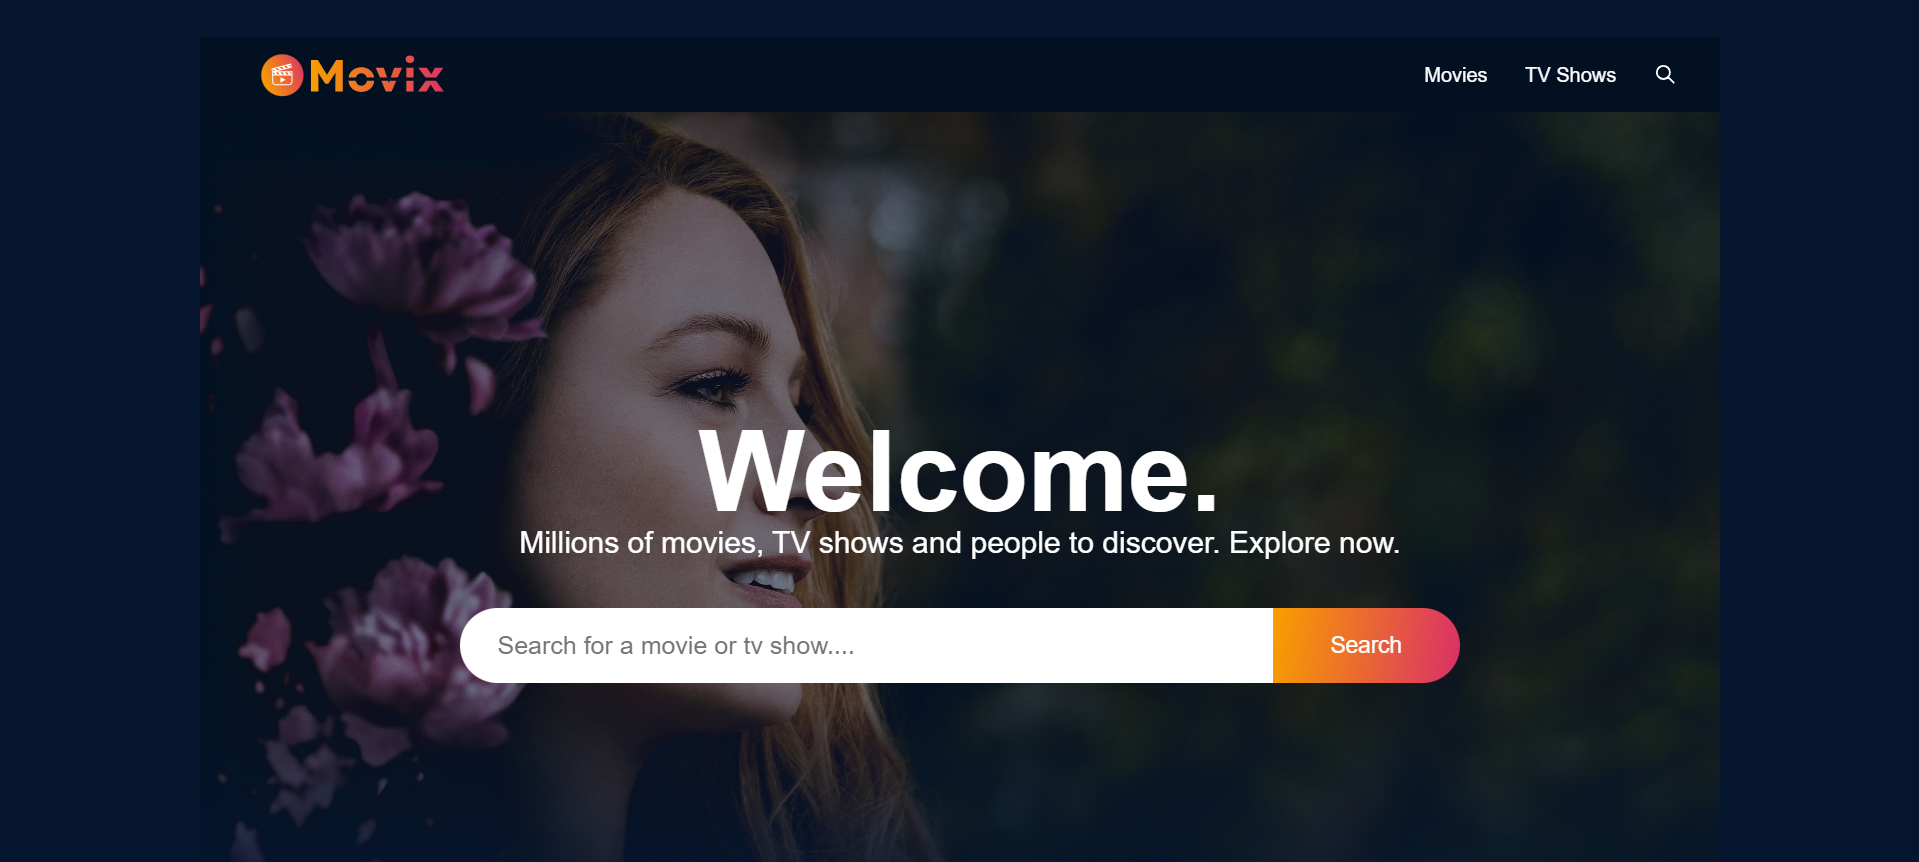 Movix
Movies
TV Shows
Welcome.
Millions of movies, TV shows and people to discover. Explore now.
Search for a movie or tv show....
Search